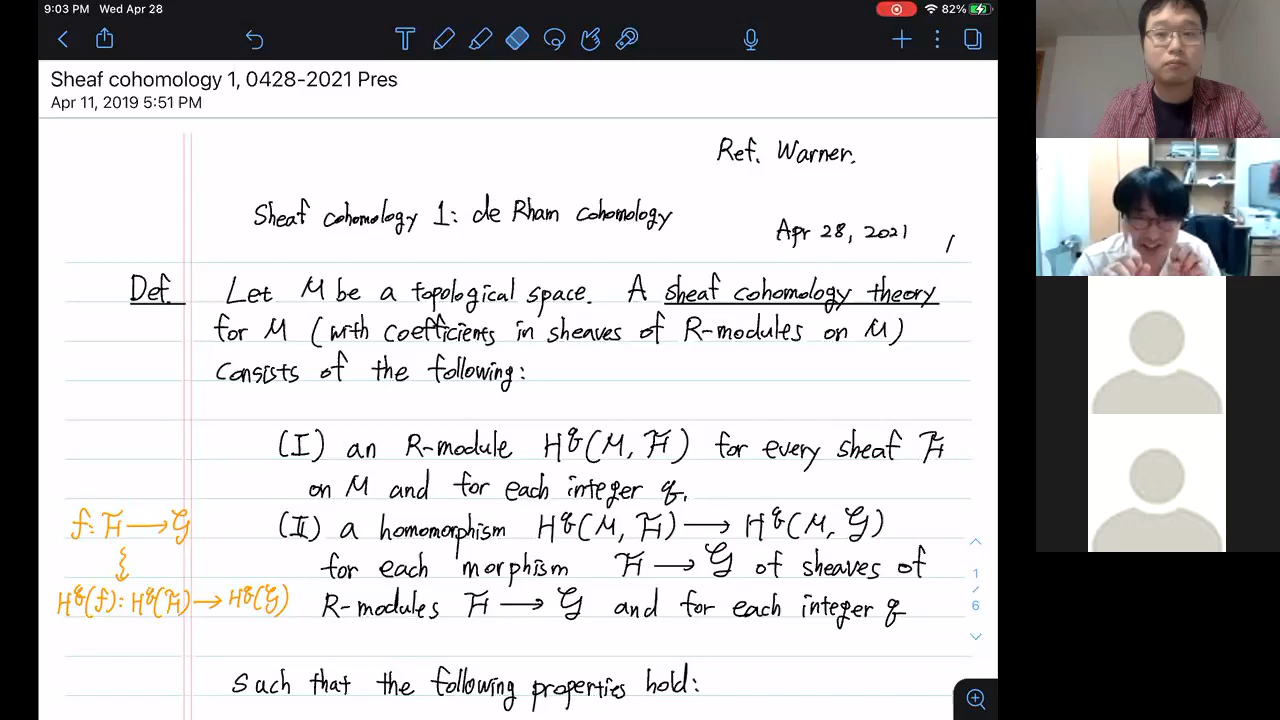 9:03 PM Wed Apr 28
82%
Sheaf cohomology 1, 0428-2021 Pres
Apr 11, 2019 5:51 PM
Ref. Warner.
Sheaf cohomology 1: de Rham cohomology
Apr 28, 2021
1
Def. Let M be a topological space. A sheaf cohomology theory
for M (with coefficients in sheaves of R-modules on M)
consists of the following:
(I) an R-module H^q(M, ℱ) for every sheaf ℱ
on M and for each integer q.
(II) a homomorphism H^q(M, ℱ) → H^q(M, 𝒢)
for each morphism ℱ → 𝒢 of sheaves of
R-modules ℱ → 𝒢 and for each integer q
f: ℱ → 𝒢
H^q(f): H^q(ℱ) → H^q(𝒢)
such that the following properties hold:
1
/
6